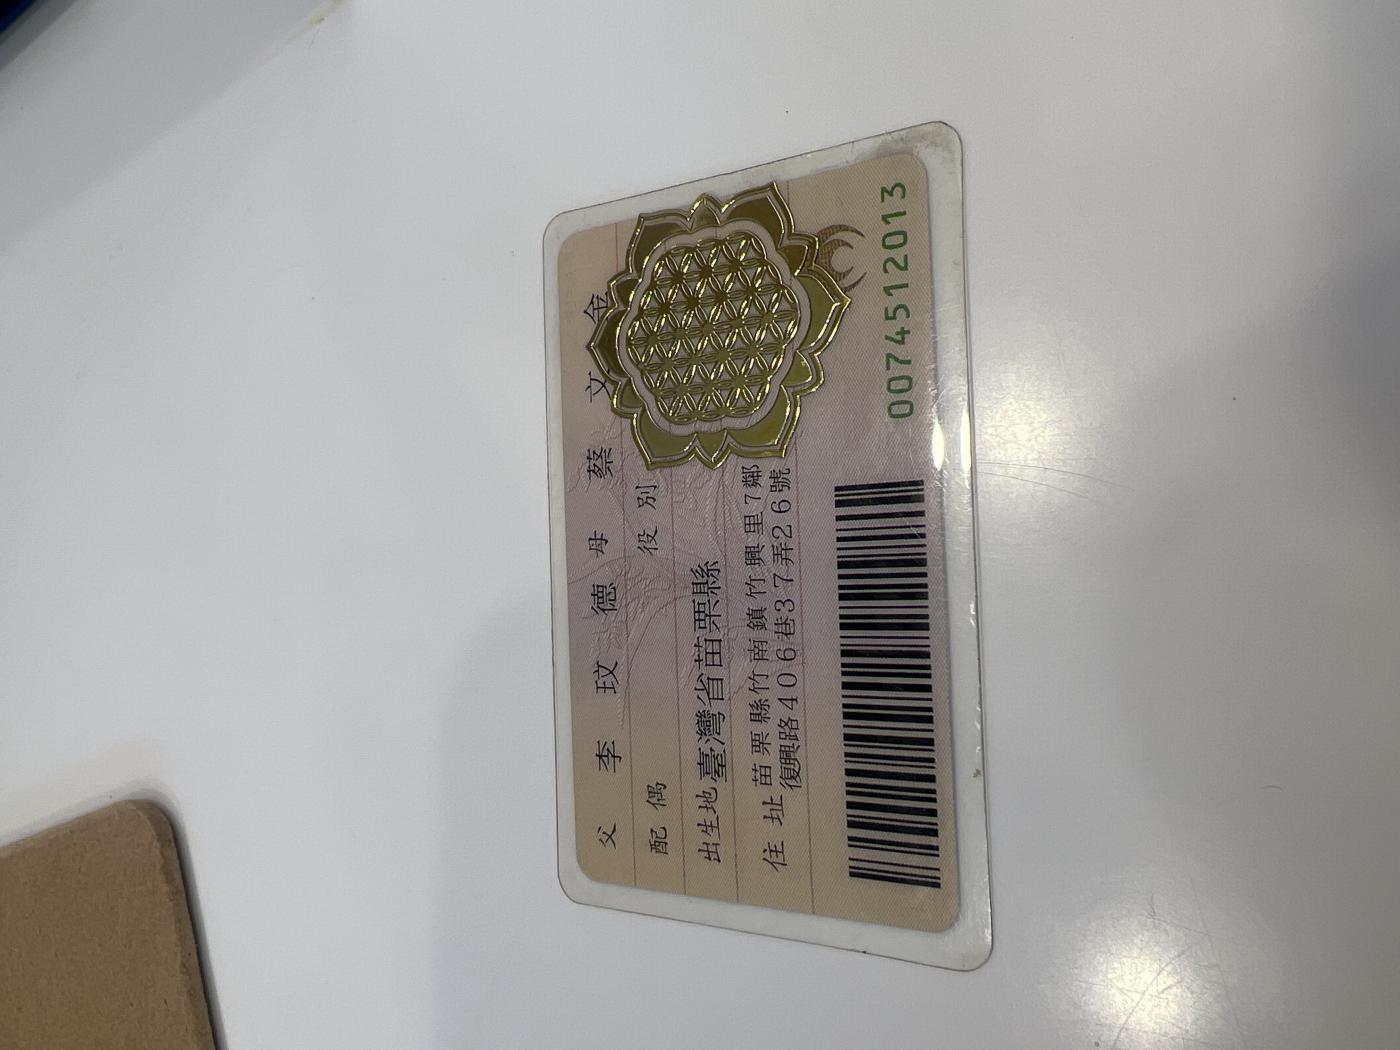 父 李玟德 母 蔡文金
配偶 役別
出生地 臺灣省苗栗縣
住址 苗栗縣竹南鎮竹興里7鄰
復興路406巷37弄26號
0074512013